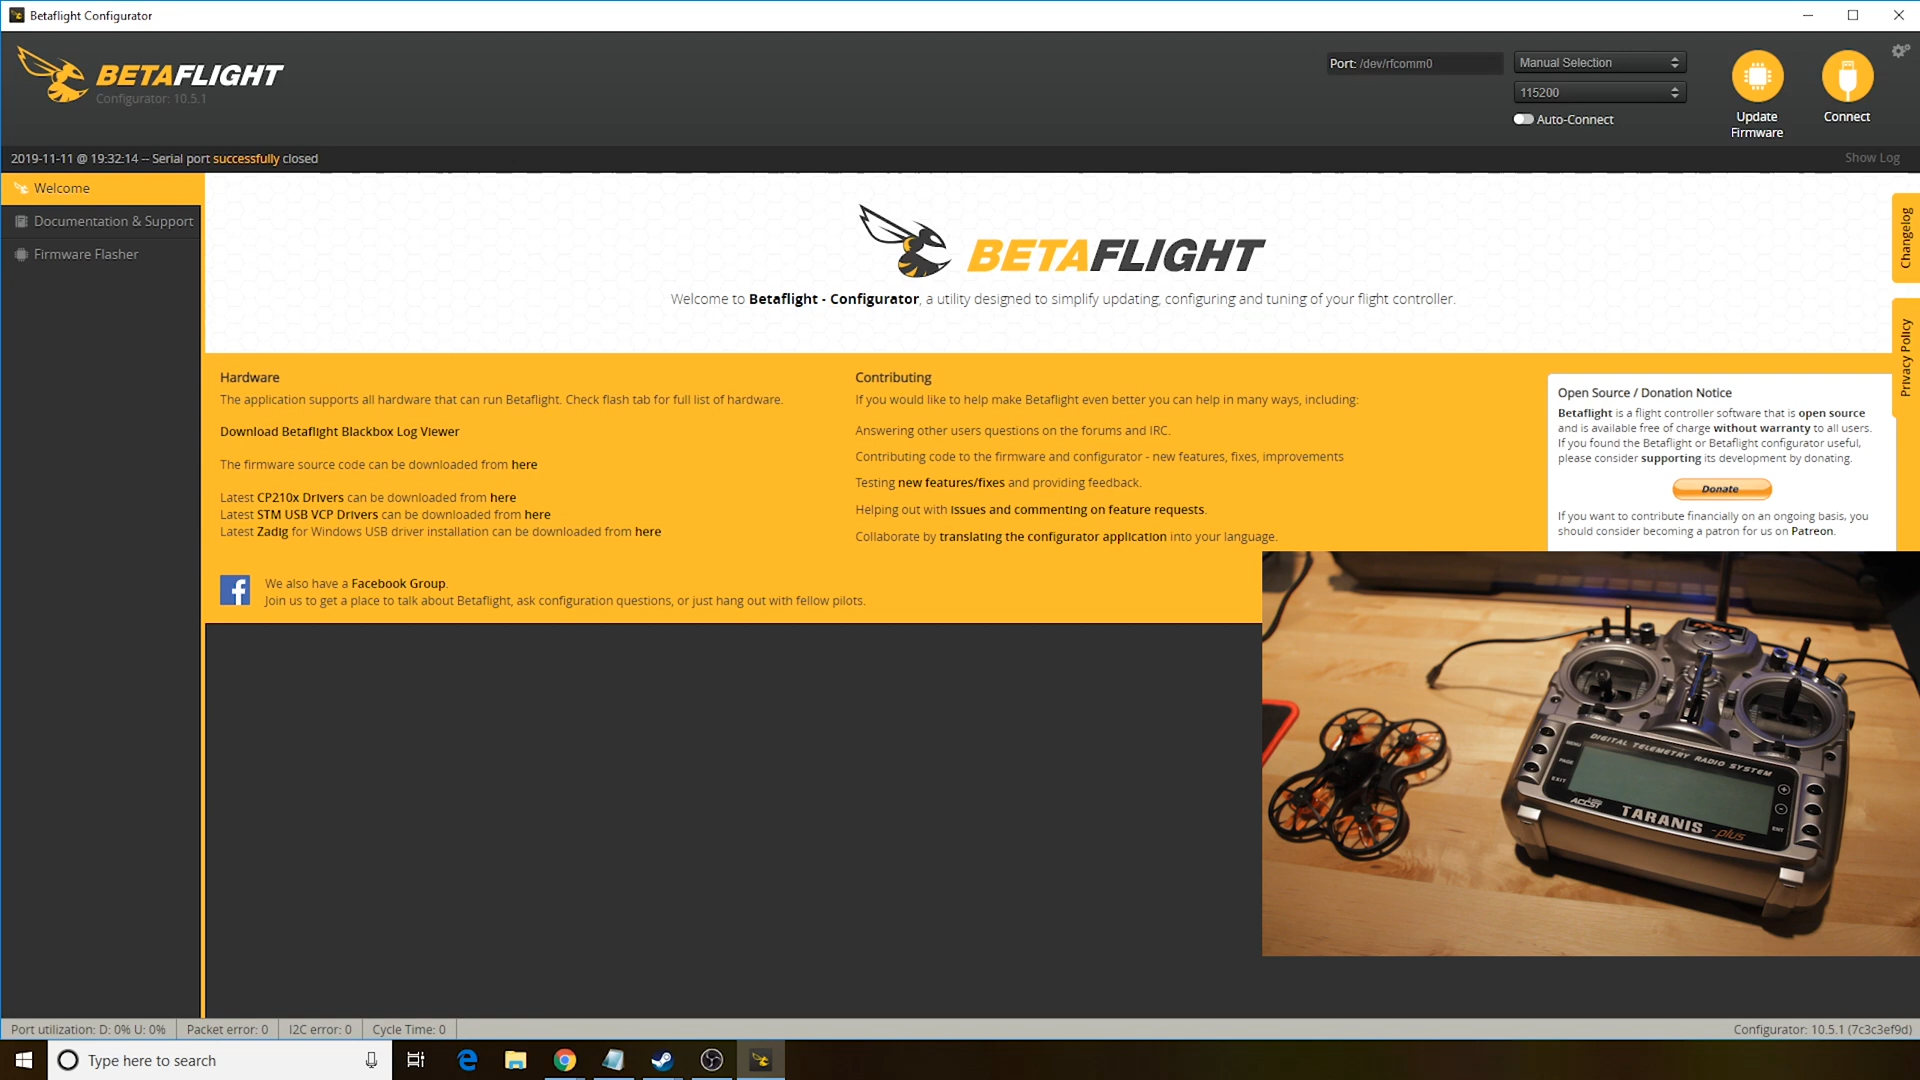 Betaflight Configurator
BETAFLIGHT
Configurator: 10.5.1
Port: /dev/rfcomm0
Manual Selection
115200
Auto-Connect
Update
Firmware
Connect
2019-11-11 @ 19:32:14 -- Serial port successfully closed
Show Log
Welcome
Documentation & Support
Firmware Flasher
BETAFLIGHT
Welcome to Betaflight - Configurator, a utility designed to simplify updating, configuring and tuning of your flight controller.
Changelog
Privacy Policy
Hardware
The application supports all hardware that can run Betaflight. Check flash tab for full list of hardware.
Download Betaflight Blackbox Log Viewer
The firmware source code can be downloaded from here
Latest CP210x Drivers can be downloaded from here
Latest STM USB VCP Drivers can be downloaded from here
Latest Zadig for Windows USB driver installation can be downloaded from here
We also have a Facebook Group.
Join us to get a place to talk about Betaflight, ask configuration questions, or just hang out with fellow pilots.
Contributing
If you would like to help make Betaflight even better you can help in many ways, including:
Answering other users questions on the forums and IRC.
Contributing code to the firmware and configurator - new features, fixes, improvements
Testing new features/fixes and providing feedback.
Helping out with issues and commenting on feature requests.
Collaborate by translating the configurator application into your language.
Open Source / Donation Notice
Betaflight is a flight controller software that is open source
and is available free of charge without warranty to all users.
If you found the Betaflight or Betaflight configurator useful,
please consider supporting its development by donating.
Donate
If you want to contribute financially on an ongoing basis, you
should consider becoming a patron for us on Patreon.
DIGITAL TELEMETRY RADIO SYSTEM
MENU
PAGE
EXIT
ENT
ACCST
TARANIS -plus
Port utilization: D: 0% U: 0%
Packet error: 0
I2C error: 0
Cycle Time: 0
Configurator: 10.5.1 (7c3c3ef9d)
Type here to search